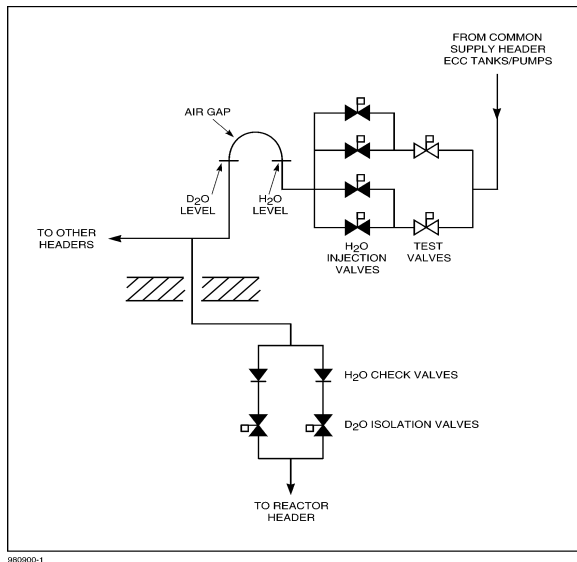 FROM COMMON
SUPPLY HEADER
ECC TANKS/PUMPS
AIR GAP
D2O
LEVEL
H2O
LEVEL
TO OTHER
HEADERS
H2O
INJECTION
VALVES
TEST
VALVES
H2O CHECK VALVES
D2O ISOLATION VALVES
TO REACTOR
HEADER
980900-1